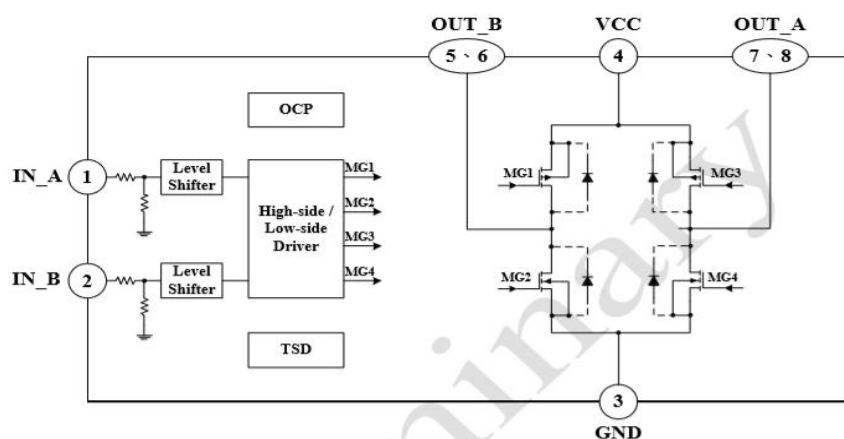 OUT_B VCC OUT_A
5、6 4 7、8
OCP
IN_A 1 Level Shifter MG1
MG2
High-side / Low-side Driver
MG3
IN_B 2 Level Shifter MG4
TSD
MG1 MG3
MG2 MG4
3
GND
minary